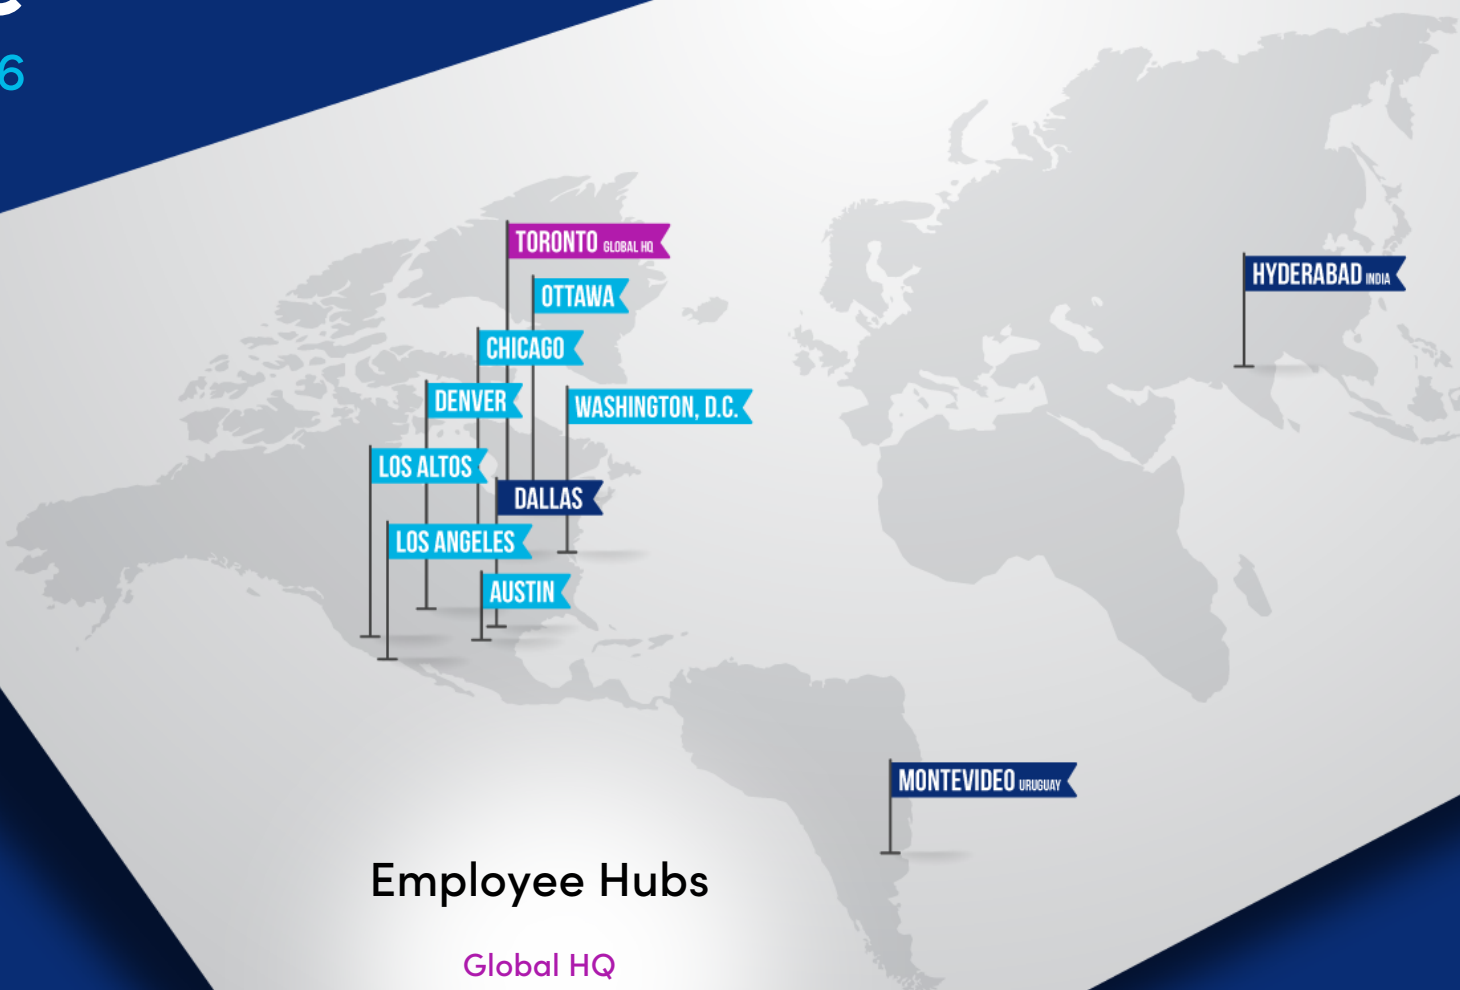 6
TORONTO GLOBAL HQ
OTTAWA
CHICAGO
DENVER
WASHINGTON, D.C.
LOS ALTOS
DALLAS
LOS ANGELES
AUSTIN
HYDERABAD INDIA
MONTEVIDEO URUGUAY
Employee Hubs
Global HQ